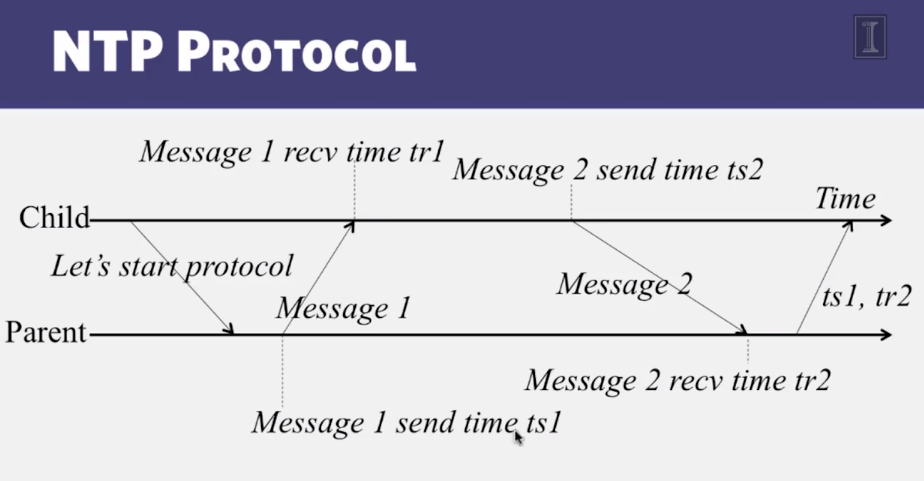 NTP PROTOCOL
I
Message 1 recv time tr1
Message 2 send time ts2
Time
Child
Let's start protocol
Message 2
ts1, tr2
Message 1
Parent
Message 2 recv time tr2
Message 1 send time ts1